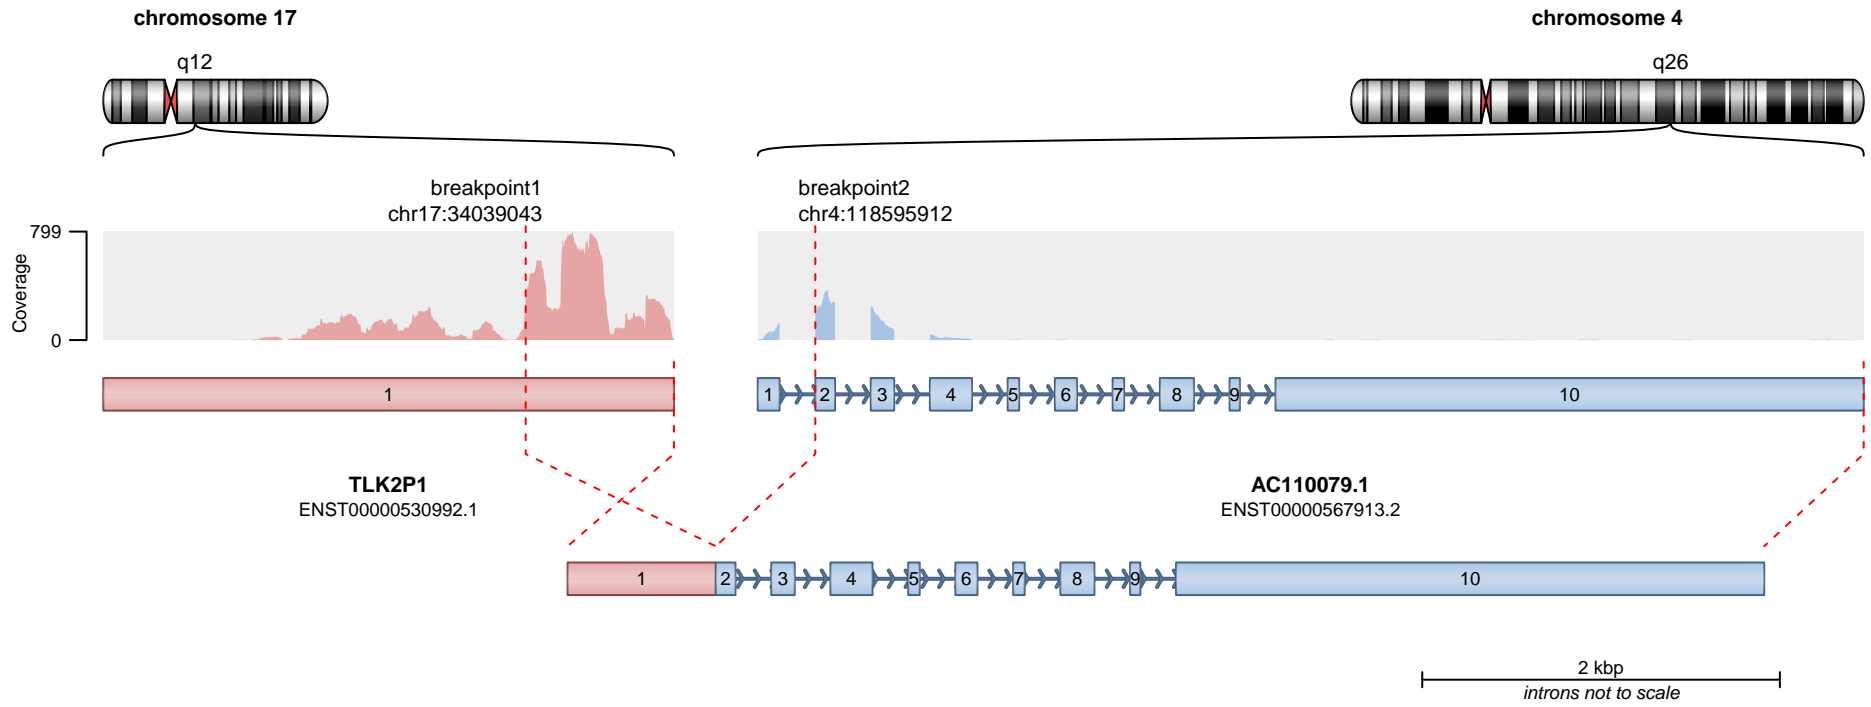 chromosome 17
chromosome 4
q12
q26
breakpoint1
chr17:34039043
breakpoint2
chr4:118595912
Coverage
799
0
1
1 2 3 4 5 6 7 8 9 10
TLK2P1
ENST00000530992.1
AC110079.1
ENST00000567913.2
1 2 3 4 5 6 7 8 9 10
2 kbp
introns not to scale